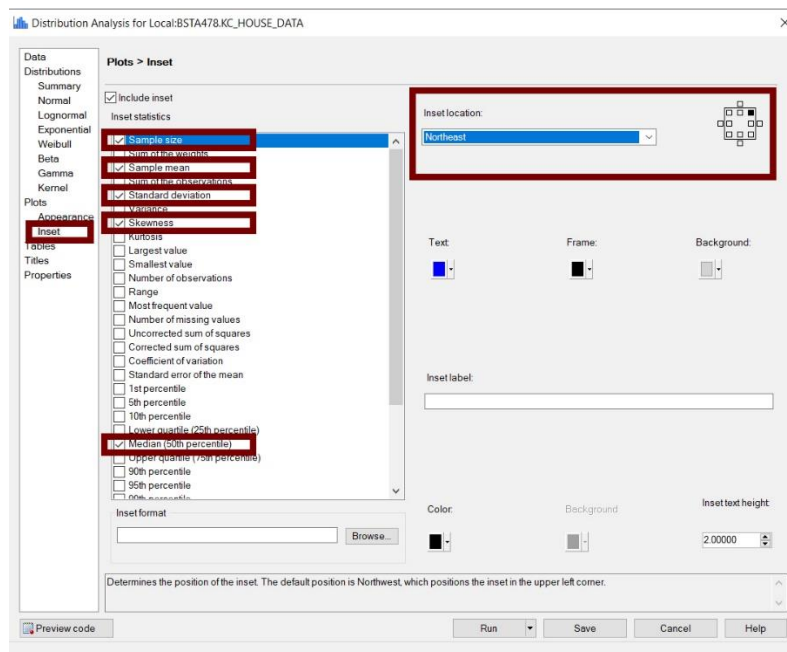 Distribution Analysis for Local:BSTA478.KC_HOUSE_DATA
Data
Distributions
Summary
Normal
Lognormal
Exponential
Weibull
Beta
Gamma
Kernel
Plots
Appearance
Inset
Tables
Titles
Properties
Plots > Inset
Include inset
Inset statistics
Sample size
Sum of the weights
Sample mean
Sum of the observations
Standard deviation
Variance
Skewness
Kurtosis
Largest value
Smallest value
Number of observations
Range
Most frequent value
Number of missing values
Uncorrected sum of squares
Corrected sum of squares
Coefficient of variation
Standard error of the mean
1st percentile
5th percentile
10th percentile
Lower quartile (25th percentile)
Median (50th percentile)
Upper quartile (75th percentile)
90th percentile
95th percentile
99th percentile
Inset format
Browse...
Inset location:
Northeast
Text:
Frame:
Background:
Inset label:
Color:
Background
Inset text height:
2.00000
Determines the position of the inset. The default position is Northwest, which positions the inset in the upper left corner.
Preview code
Run
Save
Cancel
Help